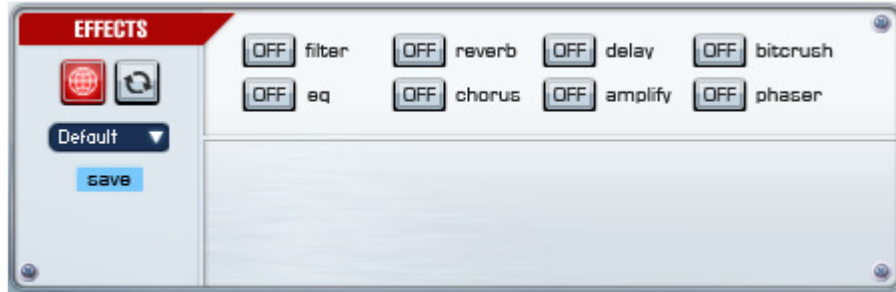 EFFECTS
OFF filter OFF reverb OFF delay OFF bitcrush
OFF eq OFF chorus OFF amplify OFF phaser
Default
save